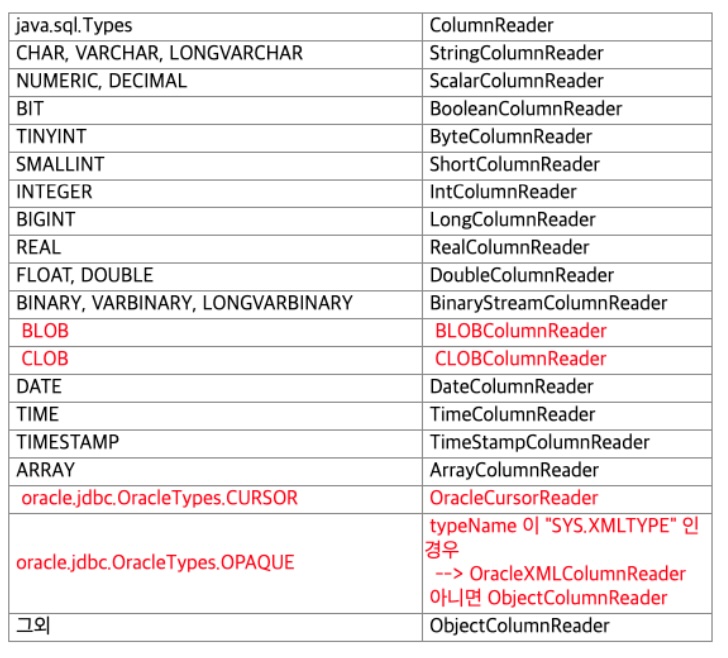 java.sql.Types ColumnReader
CHAR, VARCHAR, LONGVARCHAR StringColumnReader
NUMERIC, DECIMAL ScalarColumnReader
BIT BooleanColumnReader
TINYINT ByteColumnReader
SMALLINT ShortColumnReader
INTEGER IntColumnReader
BIGINT LongColumnReader
REAL RealColumnReader
FLOAT, DOUBLE DoubleColumnReader
BINARY, VARBINARY, LONGVARBINARY BinaryStreamColumnReader
BLOB BLOBColumnReader
CLOB CLOBColumnReader
DATE DateColumnReader
TIME TimeColumnReader
TIMESTAMP TimeStampColumnReader
ARRAY ArrayColumnReader
oracle.jdbc.OracleTypes.CURSOR OracleCursorReader
oracle.jdbc.OracleTypes.OPAQUE
typeName 이 "SYS.XMLTYPE" 인
경우
--> OracleXMLColumnReader
아니면 ObjectColumnReader
그외 ObjectColumnReader